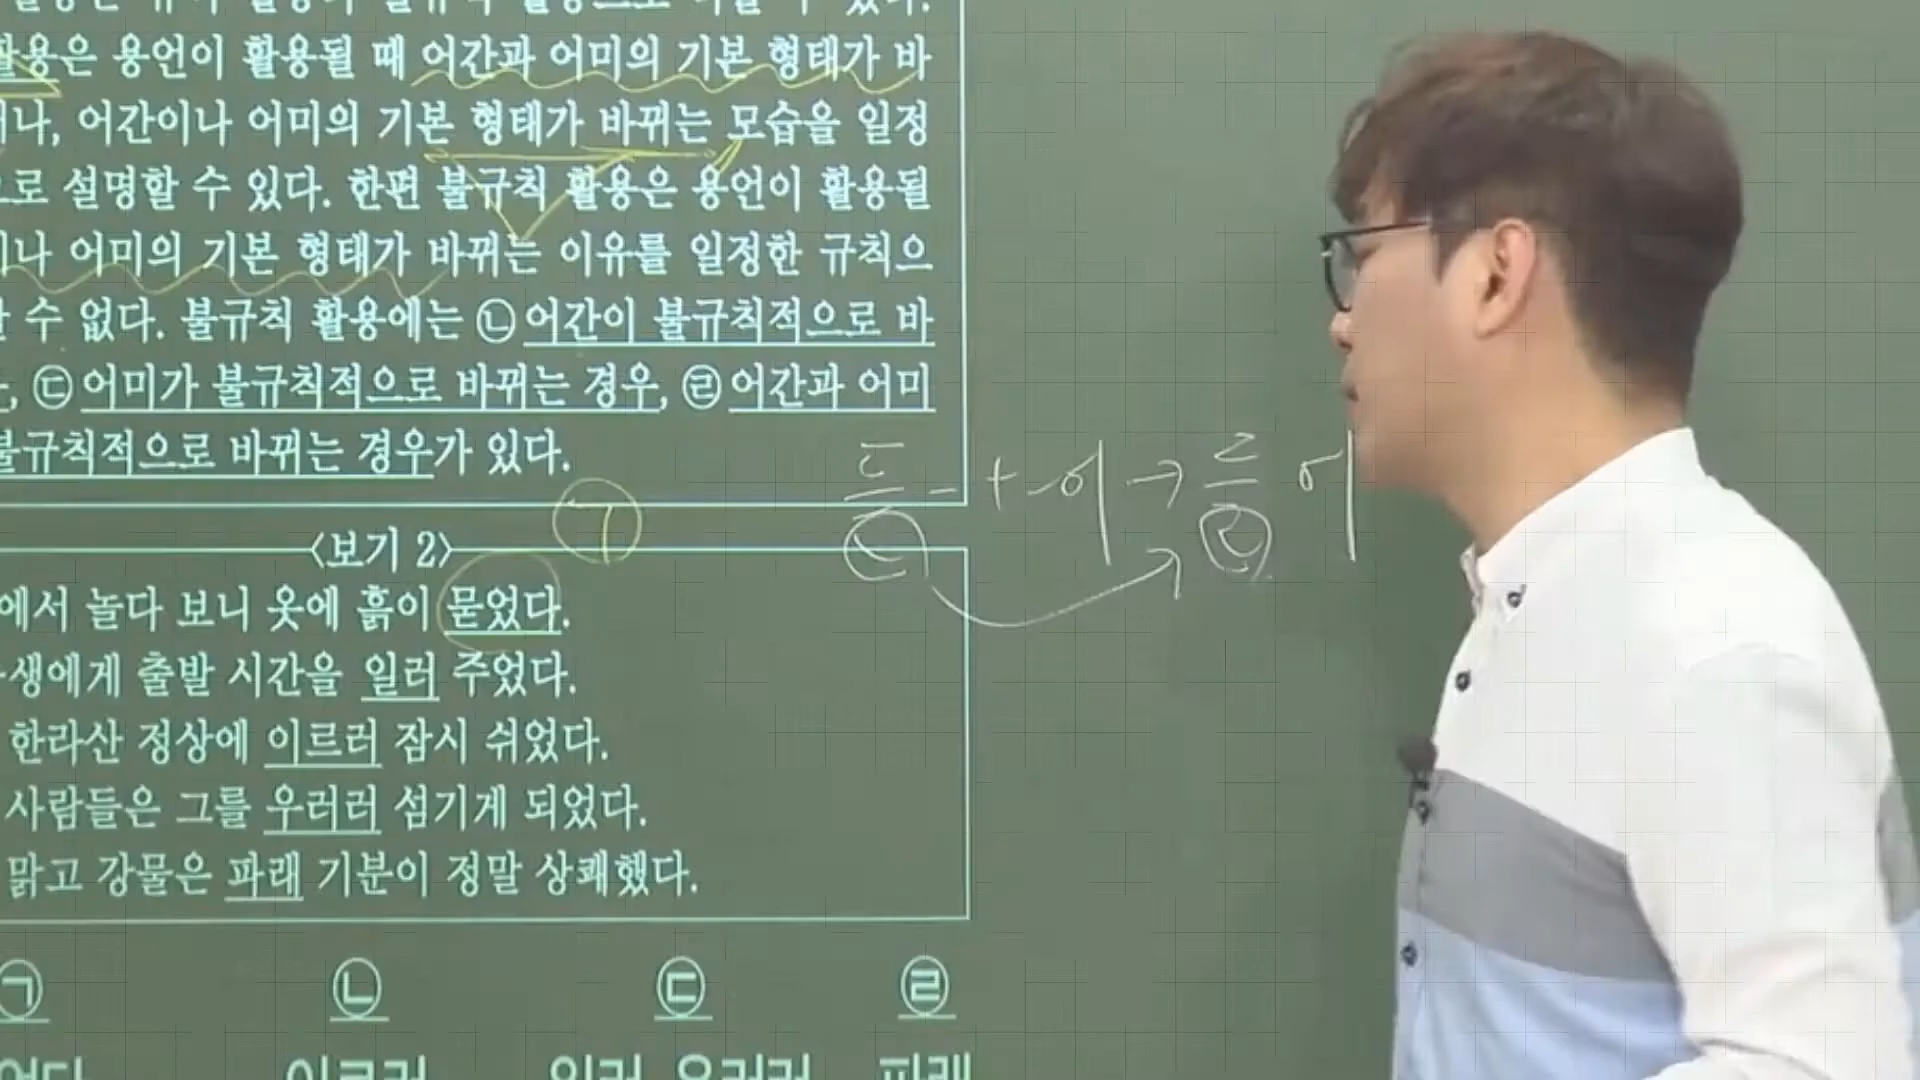 활용은 용언이 활용될 때 어간과 어미의 기본 형태가 바
나, 어간이나 어미의 기본 형태가 바뀌는 모습을 일정
로 설명할 수 있다. 한편 불규칙 활용은 용언이 활용될
나 어미의 기본 형태가 바뀌는 이유를 일정한 규칙으
수 없다. 불규칙 활용에는 ㉡ 어간이 불규칙적으로 바
, ㉢ 어미가 불규칙적으로 바뀌는 경우, ㉣ 어간과 어미
불규칙적으로 바뀌는 경우가 있다.
듣- + -어 → 들어
ㄱ
<보기 2>
에서 놀다 보니 옷에 흙이 묻었다.
생에게 출발 시간을 일러 주었다.
한라산 정상에 이르러 잠시 쉬었다.
사람들은 그를 우러러 섬기게 되었다.
맑고 강물은 파래 기분이 정말 상쾌했다.
㉠ ㉡ ㉢ ㉣
이르러 일러, 우러러 파래